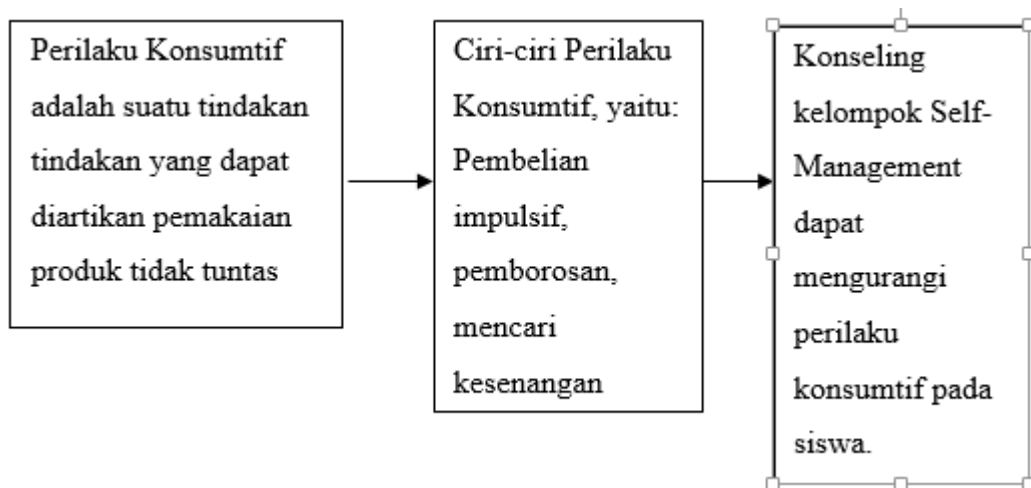 Perilaku Konsumtif
adalah suatu tindakan
tindakan yang dapat
diartikan pemakaian
produk tidak tuntas
Ciri-ciri Perilaku
Konsumtif, yaitu:
Pembelian
impulsif,
pemborosan,
mencari
kesenangan
Konseling
kelompok Self-
Management
dapat
mengurangi
perilaku
konsumtif pada
siswa.